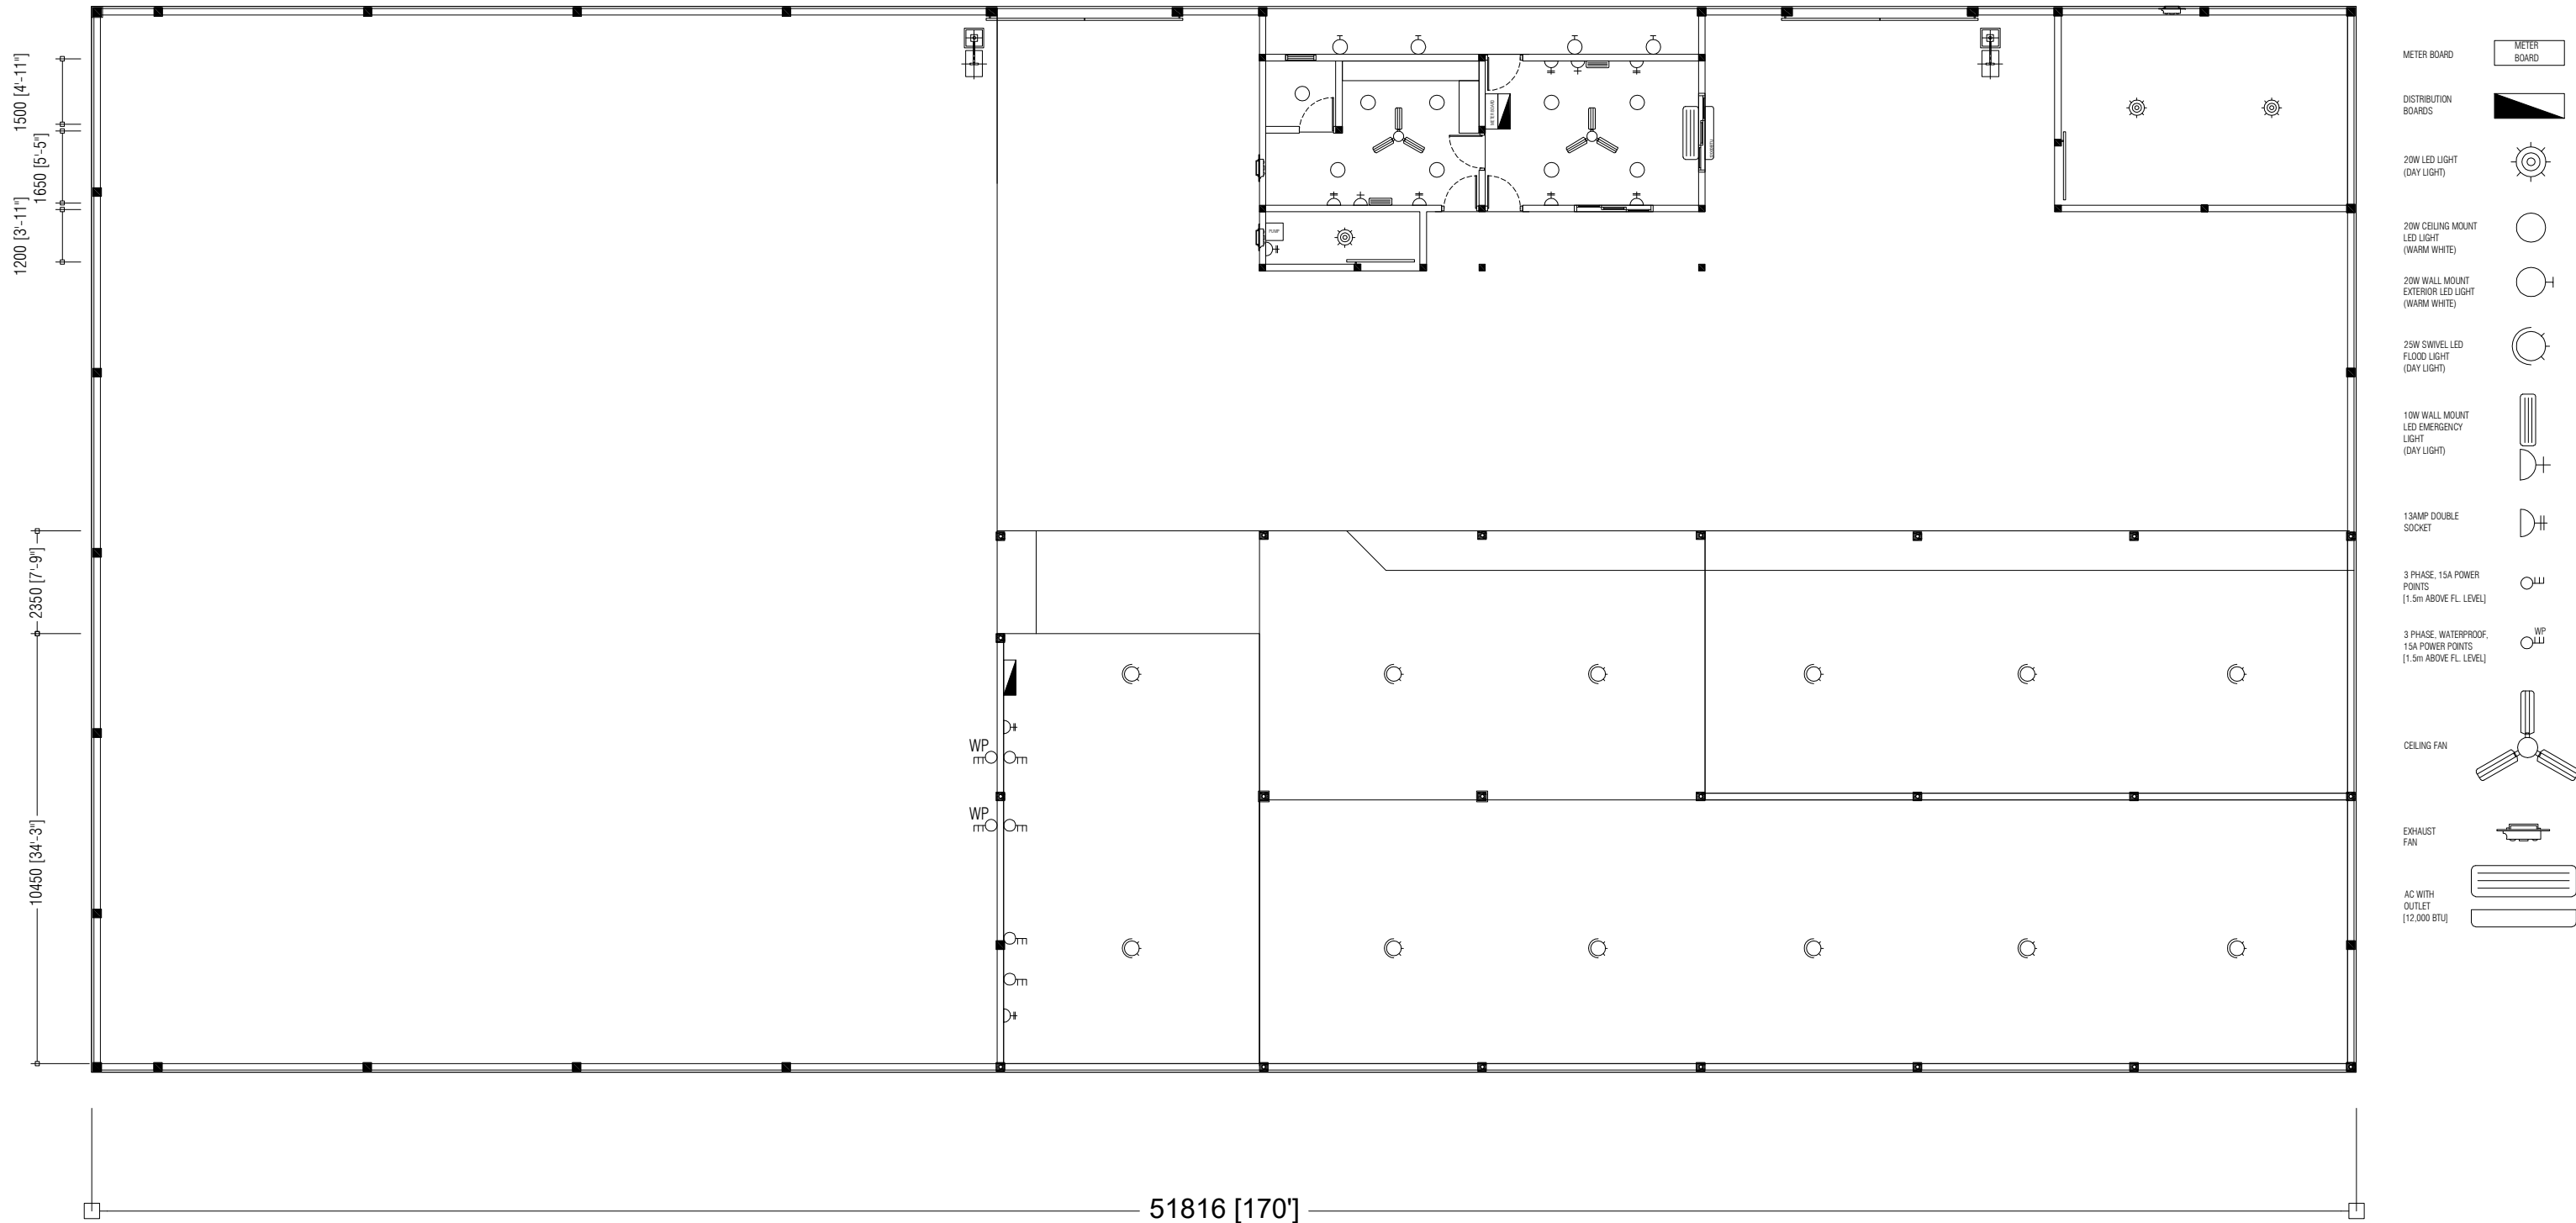 1500 [4'-11"]
1650 [5'-5"]
1200 [3'-11"]
2350 [7'-9"]
10450 [34'-3"]
METER BOARD
PUMP
WP
WP
51816 [170']
METER BOARD
METER
BOARD
DISTRIBUTION
BOARDS
20W LED LIGHT
(DAY LIGHT)
20W CEILING MOUNT
LED LIGHT
(WARM WHITE)
20W WALL MOUNT
EXTERIOR LED LIGHT
(WARM WHITE)
25W SWIVEL LED
FLOOD LIGHT
(DAY LIGHT)
10W WALL MOUNT
LED EMERGENCY
LIGHT
(DAY LIGHT)
13AMP DOUBLE
SOCKET
3 PHASE, 15A POWER
POINTS
[1.5m ABOVE FL. LEVEL]
3 PHASE, WATERPROOF,
15A POWER POINTS
[1.5m ABOVE FL. LEVEL]
WP
CEILING FAN
EXHAUST
FAN
AC WITH
OUTLET
[12,000 BTU]